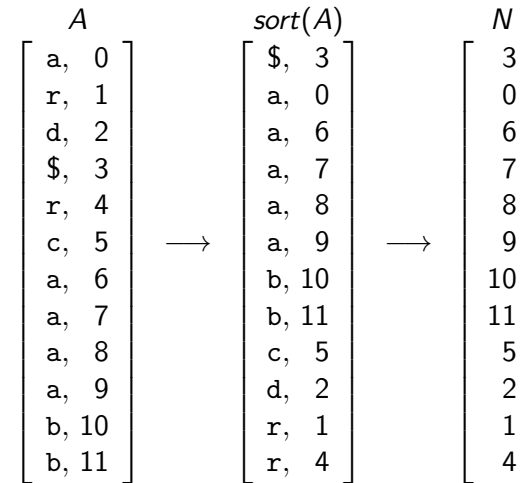 A sort(A) N
a, 0 $, 3 3
r, 1 a, 0 0
d, 2 a, 6 6
$, 3 a, 7 7
r, 4 a, 8 8
c, 5 → a, 9 → 9
a, 6 b, 10 10
a, 7 b, 11 11
a, 8 c, 5 5
a, 9 d, 2 2
b, 10 r, 1 1
b, 11 r, 4 4